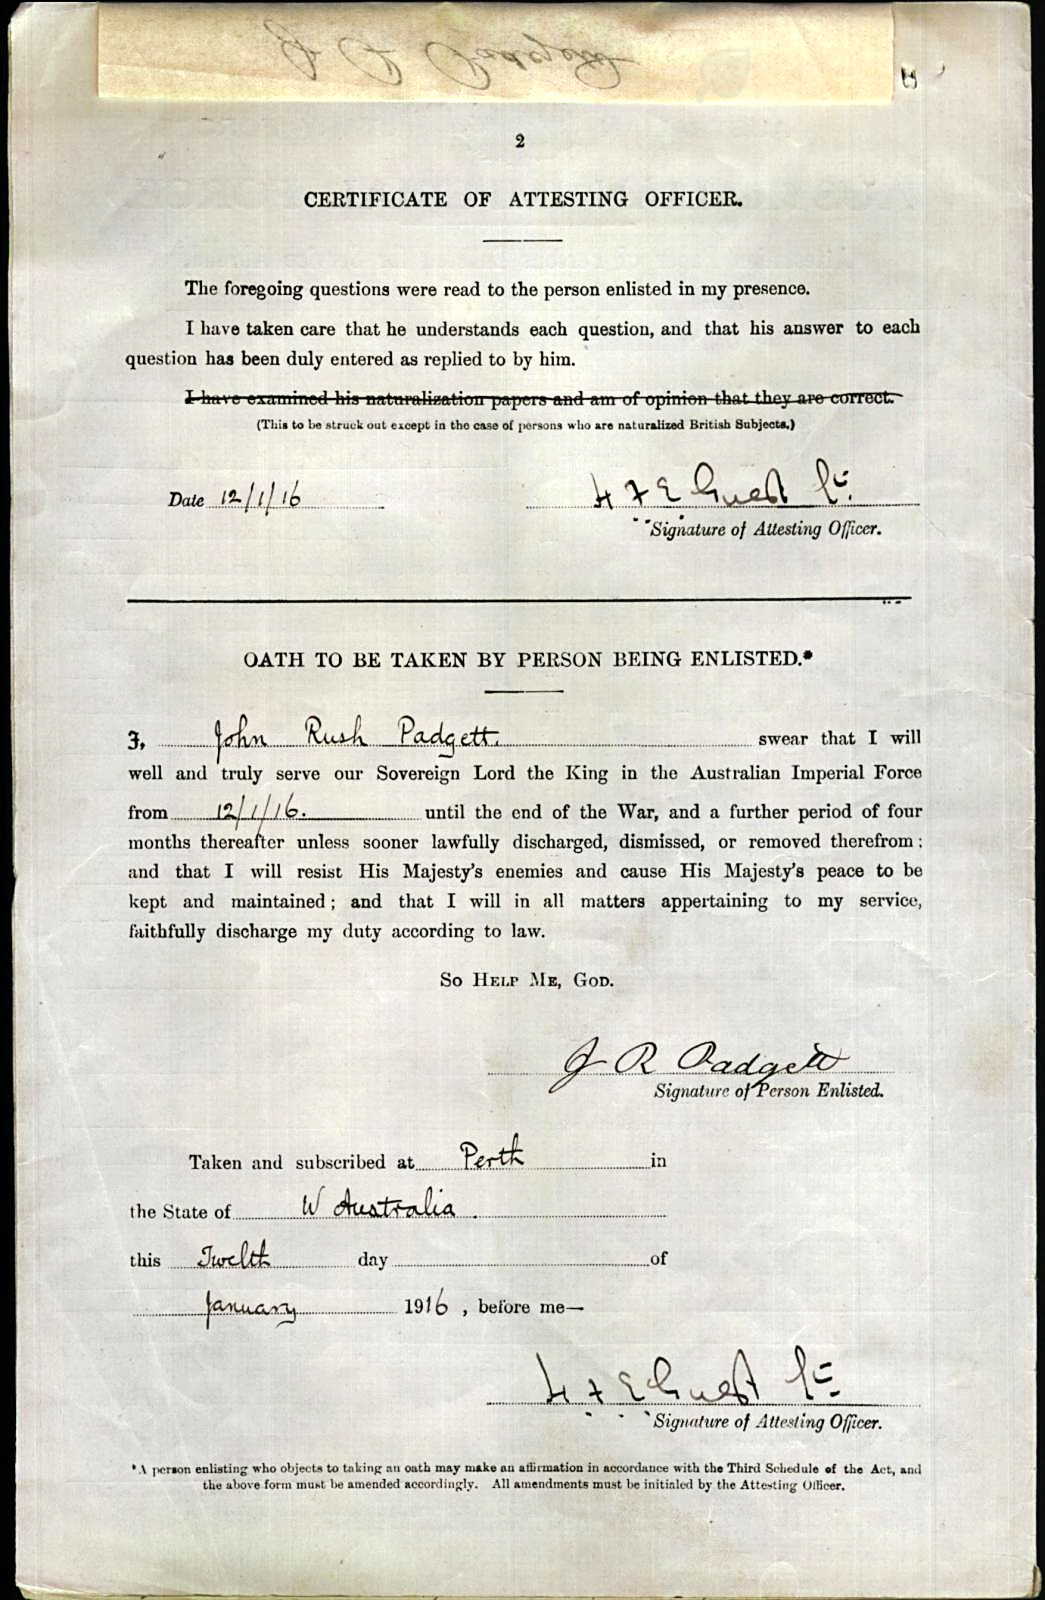 2
CERTIFICATE OF ATTESTING OFFICER.
The foregoing questions were read to the person enlisted in my presence.
I have taken care that he understands each question, and that his answer to each
question has been duly entered as replied to by him.
I have examined his naturalization papers and am of opinion that they are correct.
(This to be struck out except in the case of persons who are naturalized British Subjects.)
Date 12/1/16 H F E Guest Lt.
Signature of Attesting Officer.
OATH TO BE TAKEN BY PERSON BEING ENLISTED.*
I, John Rush Padgett. swear that I will
well and truly serve our Sovereign Lord the King in the Australian Imperial Force
from 12/1/16. until the end of the War, and a further period of four
months thereafter unless sooner lawfully discharged, dismissed, or removed therefrom;
and that I will resist His Majesty's enemies and cause His Majesty's peace to be
kept and maintained; and that I will in all matters appertaining to my service,
faithfully discharge my duty according to law.
SO HELP ME, GOD.
J R Padgett
Signature of Person Enlisted.
Taken and subscribed at Perth in
the State of W Australia.
this Twelth day of
January 1916, before me—
H F E Guest Lt
Signature of Attesting Officer.
*A person enlisting who objects to taking an oath may make an affirmation in accordance with the Third Schedule of the Act, and
the above form must be amended accordingly. All amendments must be initialed by the Attesting Officer.